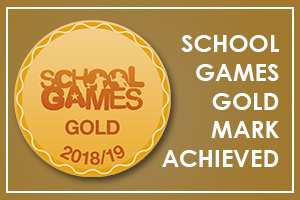 SCHOOL
GAMES
GOLD
2018/19
SCHOOL
GAMES
GOLD
MARK
ACHIEVED